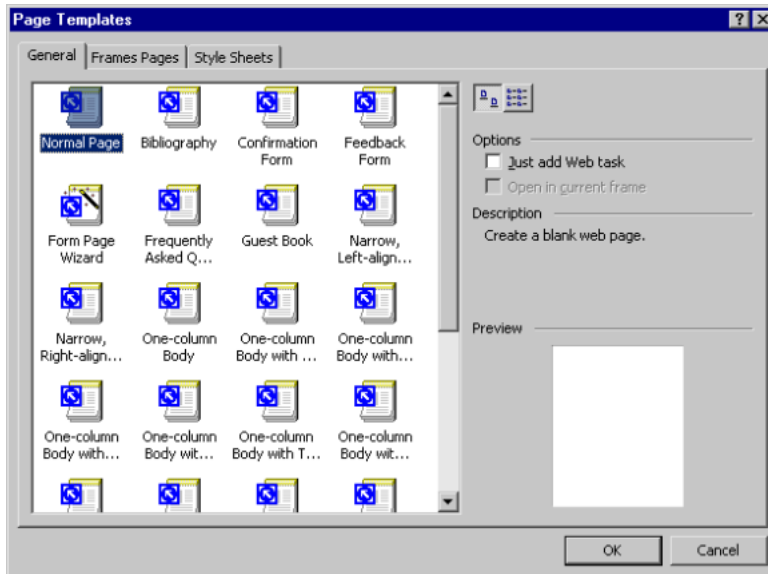 Page Templates
General Frames Pages Style Sheets
Normal Page Bibliography Confirmation Form Feedback Form
Form Page Wizard Frequently Asked Q... Guest Book Narrow, Left-align...
Narrow, Right-align... One-column Body One-column Body with ... One-column Body with...
One-column Body with... One-column Body wit... One-column Body with T... One-column Body wit...
Options
Just add Web task
Open in current frame
Description
Create a blank web page.
Preview
OK Cancel